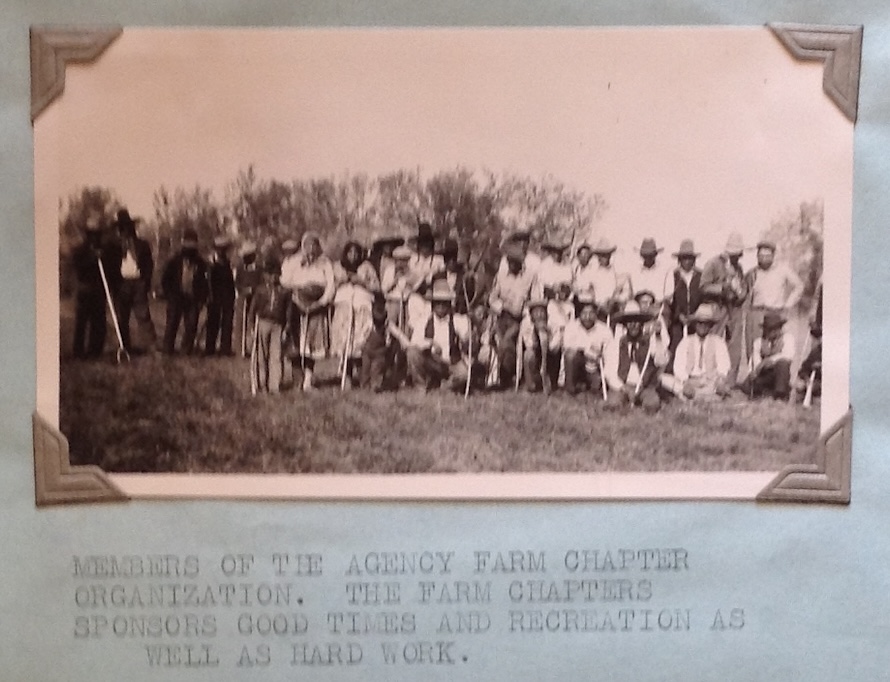 MEMBERS OF THE AGENCY FARM CHAPTER
ORGANIZATION. THE FARM CHAPTERS
SPONSORS GOOD TIMES AND RECREATION AS
WELL AS HARD WORK.